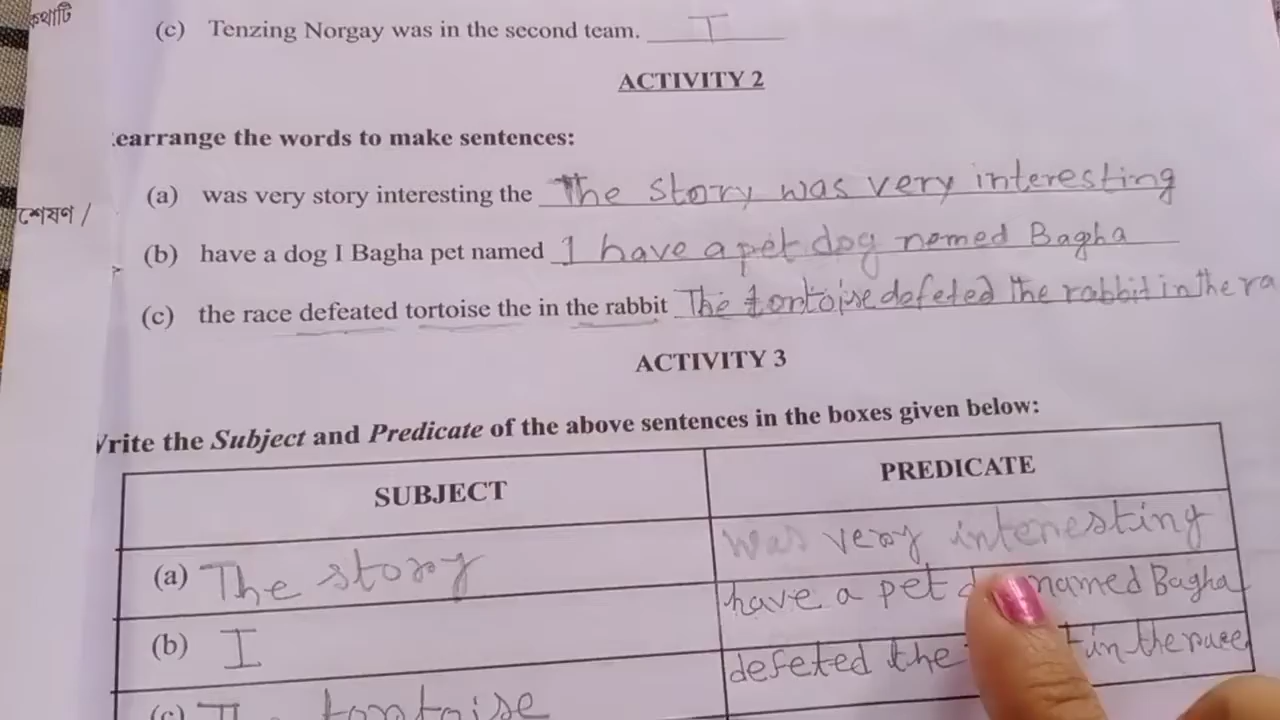 কথাটি
(c) Tenzing Norgay was in the second team. T
ACTIVITY 2
earrange the words to make sentences:
(a) was very story interesting the The story was very interesting
শেষণ /
(b) have a dog I Bagha pet named I have a pet dog named Bagha
(c) the race defeated tortoise the in the rabbit The tortoise defeted the rabbit in the ra
ACTIVITY 3
Write the Subject and Predicate of the above sentences in the boxes given below:
SUBJECT PREDICATE
(a) The story was very interesting
(b) I have a pet named Bagha
(c) tortoise defeted the in the race